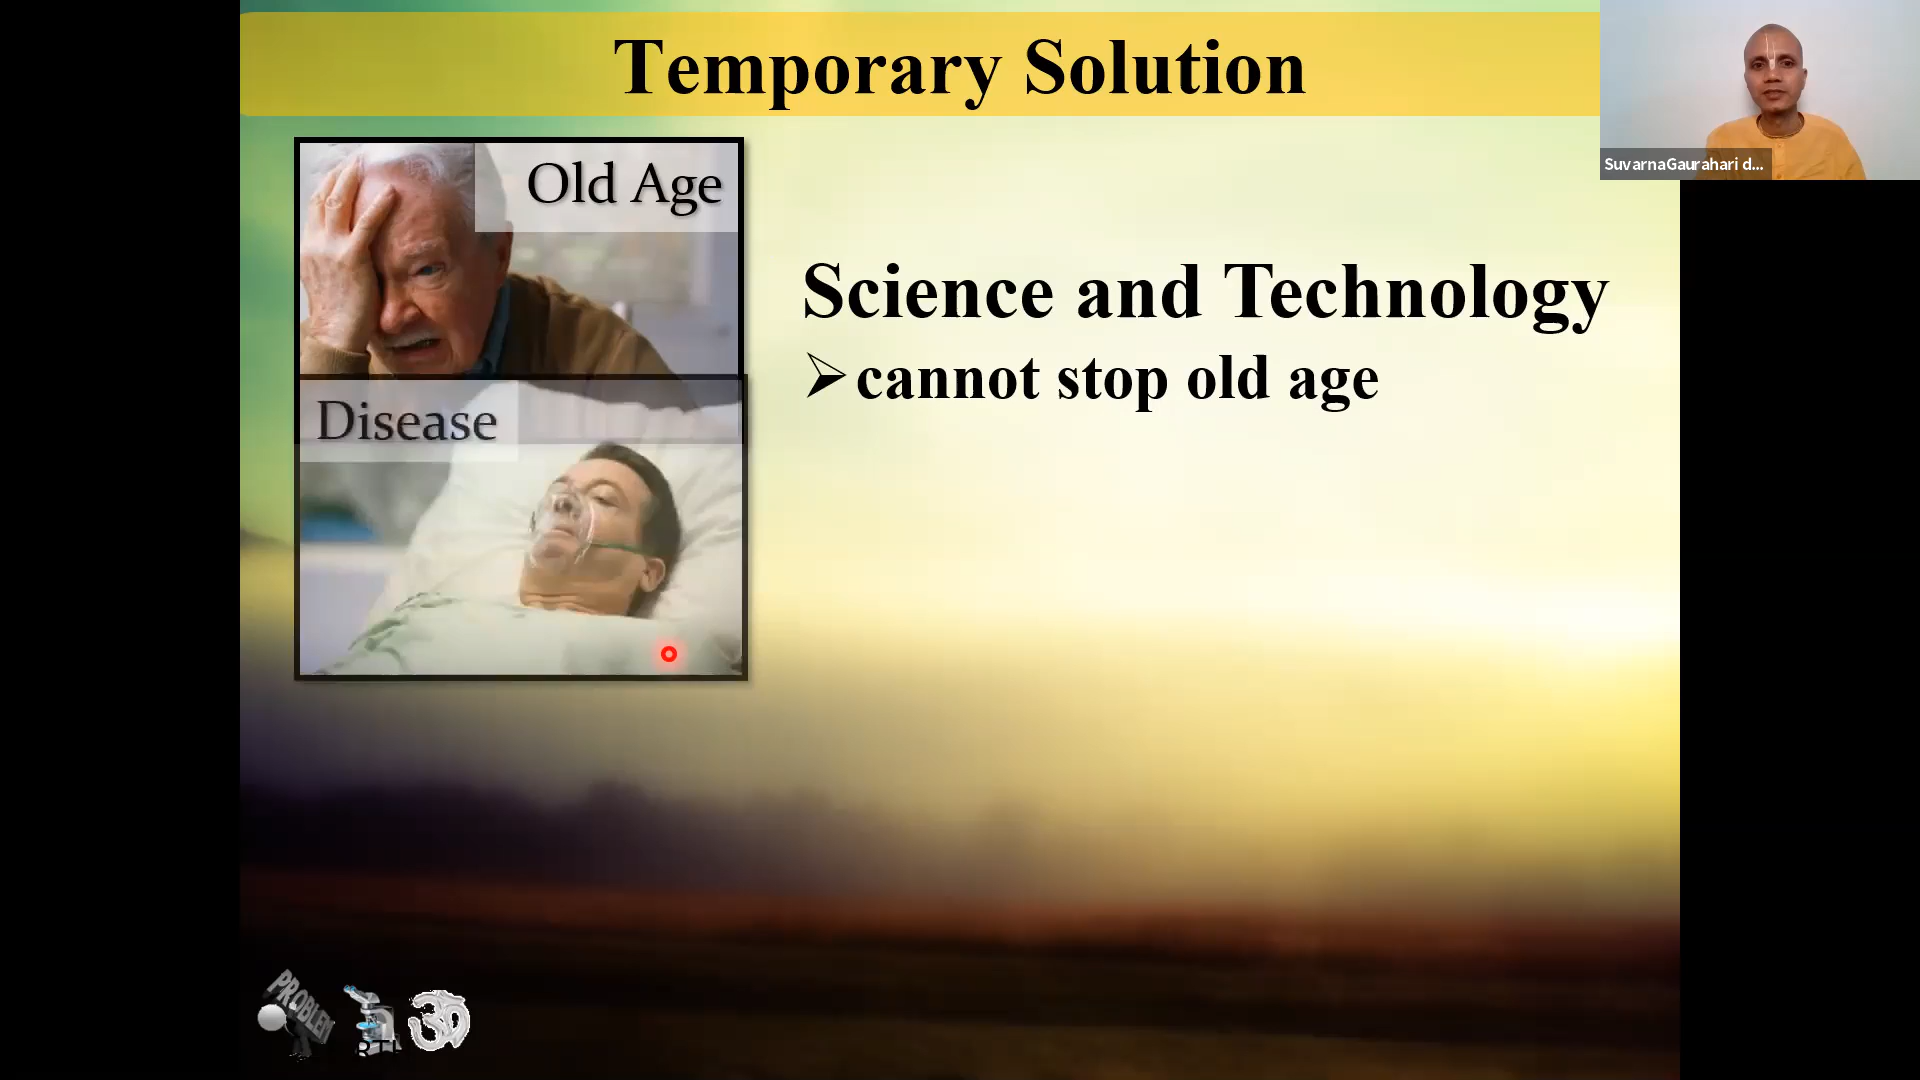 Temporary Solution
SuvarnaGaurahari d...
Old Age
Science and Technology
➢cannot stop old age
Disease
PROBLEM
ॐ